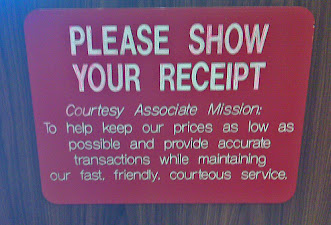 PLEASE SHOW
YOUR RECEIPT
Courtesy Associate Mission:
To help keep our prices as low as
possible and provide accurate
transactions while maintaining
our fast, friendly, courteous service.